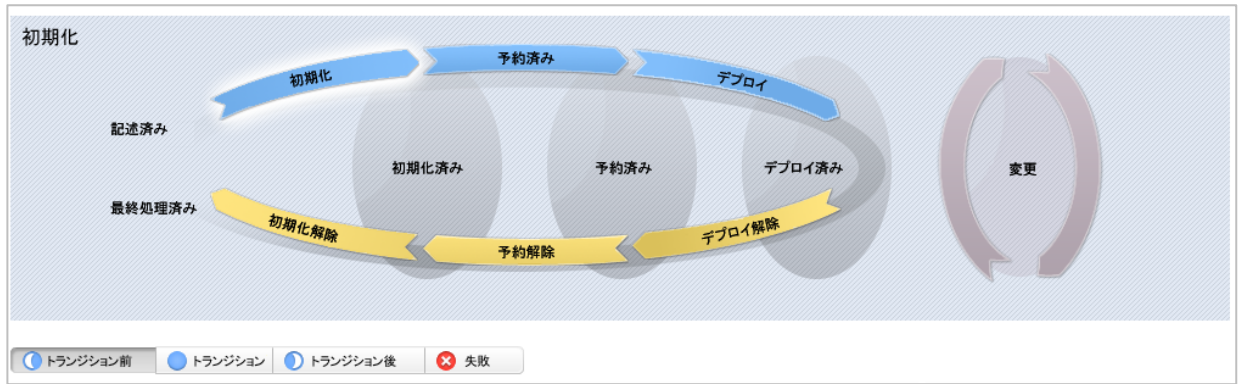 初期化
初期化
予約済み
デプロイ
記述済み
初期化済み
予約済み
デプロイ済み
変更
最終処理済み
初期化解除
予約解除
デプロイ解除
トランジション前
トランジション
トランジション後
失敗